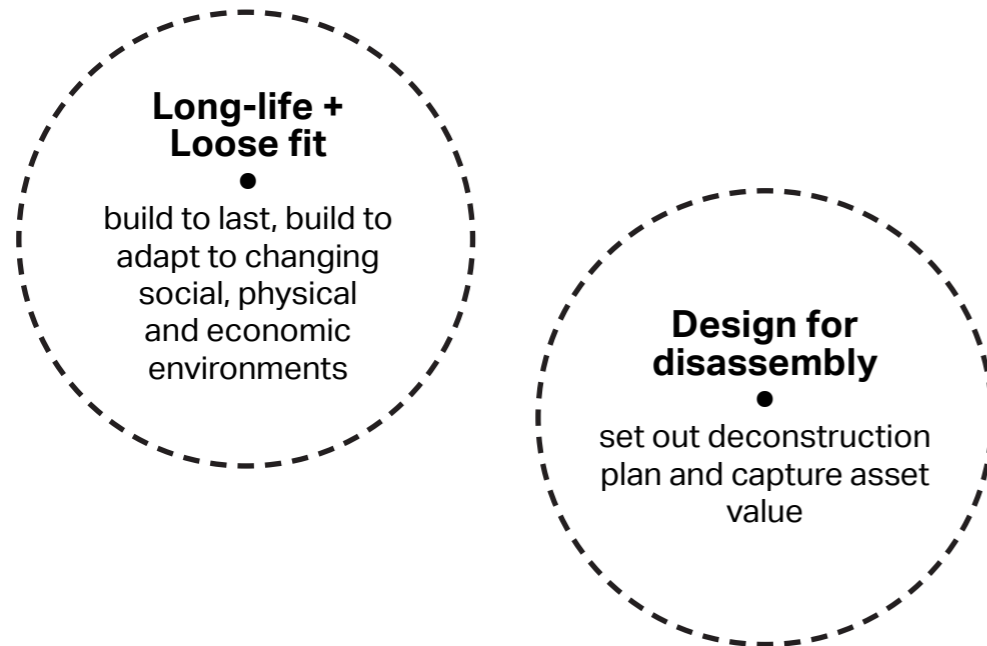 Long-life +
Loose fit
build to last, build to
adapt to changing
social, physical
and economic
environments
Design for
disassembly
set out deconstruction
plan and capture asset
value